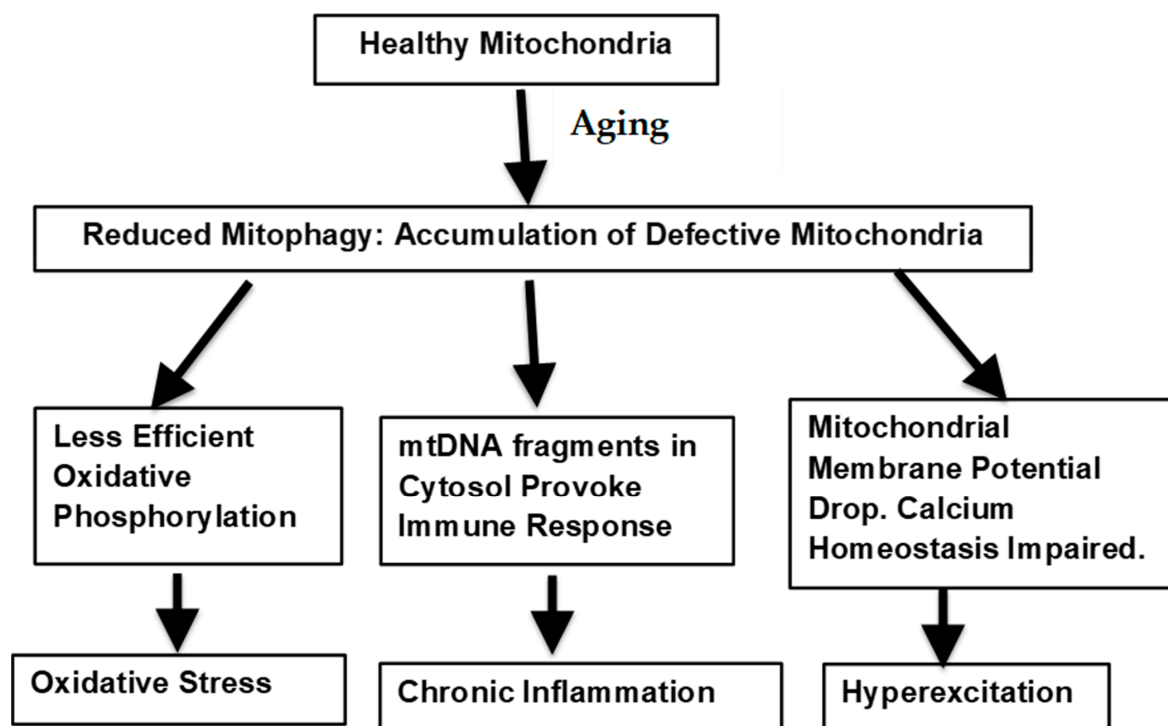 Healthy Mitochondria
Aging
Reduced Mitophagy: Accumulation of Defective Mitochondria
Less Efficient
Oxidative
Phosphorylation
mtDNA fragments in
Cytosol Provoke
Immune Response
Mitochondrial
Membrane Potential
Drop. Calcium
Homeostasis Impaired.
Oxidative Stress
Chronic Inflammation
Hyperexcitation